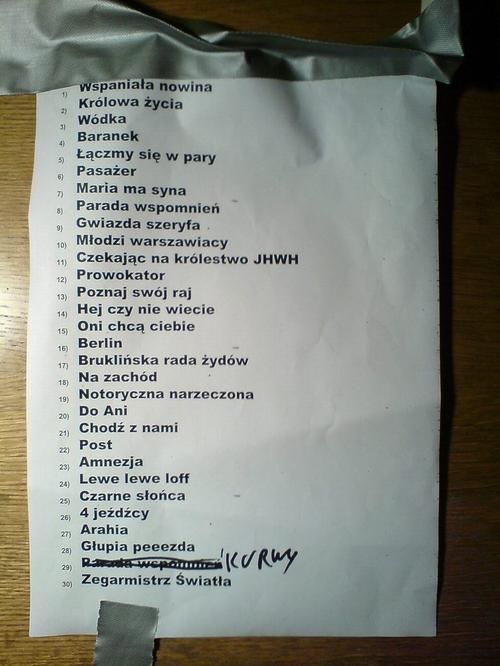 1) Wspaniała nowina
2) Królowa życia
3) Wódka
4) Baranek
5) Łączmy się w pary
6) Pasażer
7) Maria ma syna
8) Parada wspomnień
9) Gwiazda szeryfa
10) Młodzi warszawiacy
11) Czekając na królestwo JHWH
12) Prowokator
13) Poznaj swój raj
14) Hej czy nie wiecie
15) Oni chcą ciebie
16) Berlin
17) Bruklińska rada żydów
18) Na zachód
19) Notoryczna narzeczona
20) Do Ani
21) Chodź z nami
22) Post
23) Amnezja
24) Lewe lewe loff
25) Czarne słońca
26) 4 jeźdźcy
27) Arahia
28) Głupia peeezda
29) Parada wspomnień KURWY
30) Zegarmistrz Światła